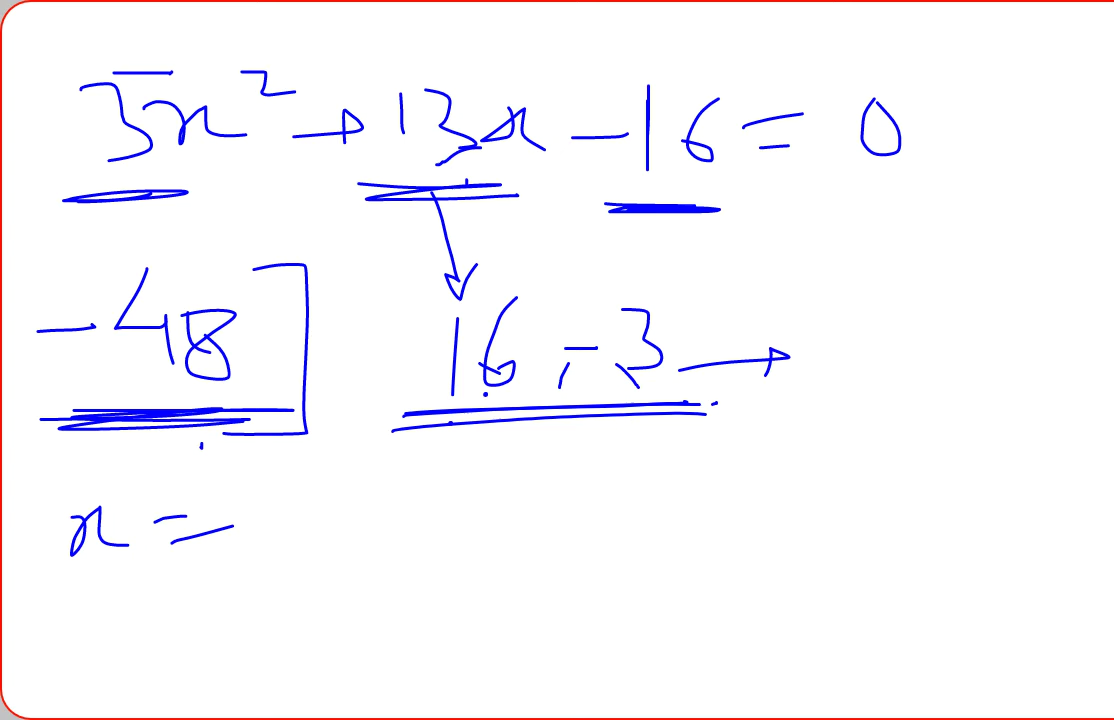 3x² + 13x - 16 = 0
- 48 16, - 3 →
x =